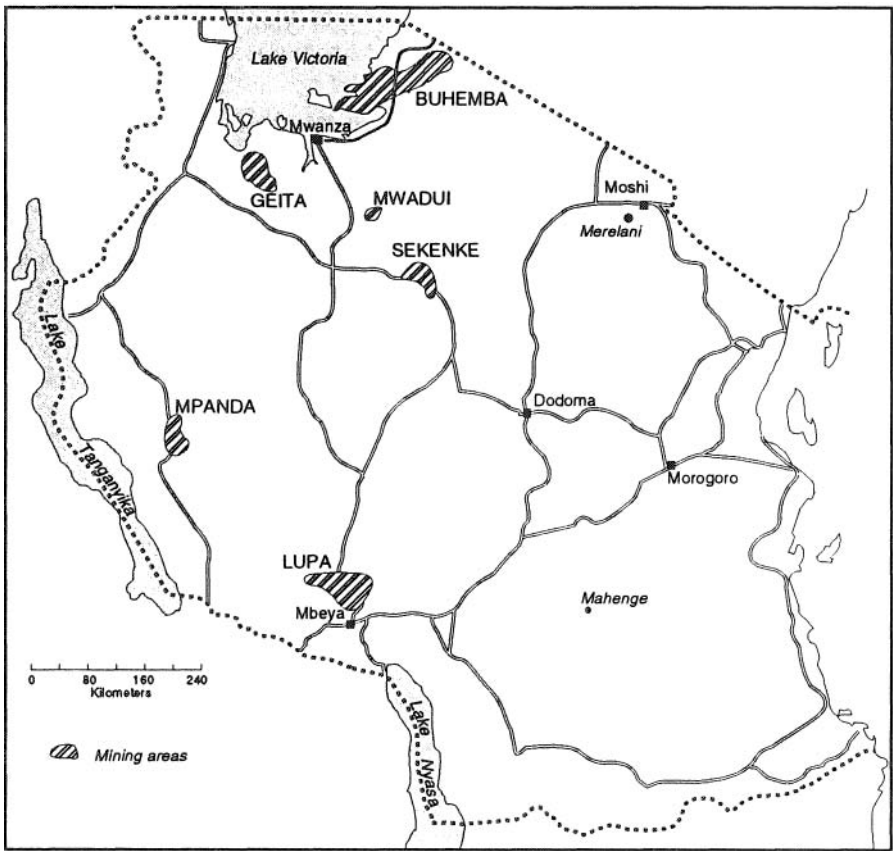 Lake Victoria
BUHEMBA
Mwanza
GEITA
MWADUI
Moshi
Merelani
SEKENKE
Lake
Tanganyika
MPANDA
Dodoma
Morogoro
LUPA
Mbeya
Mahenge
0 80 160 240
Kilometers
Lake
Nyasa
Mining areas